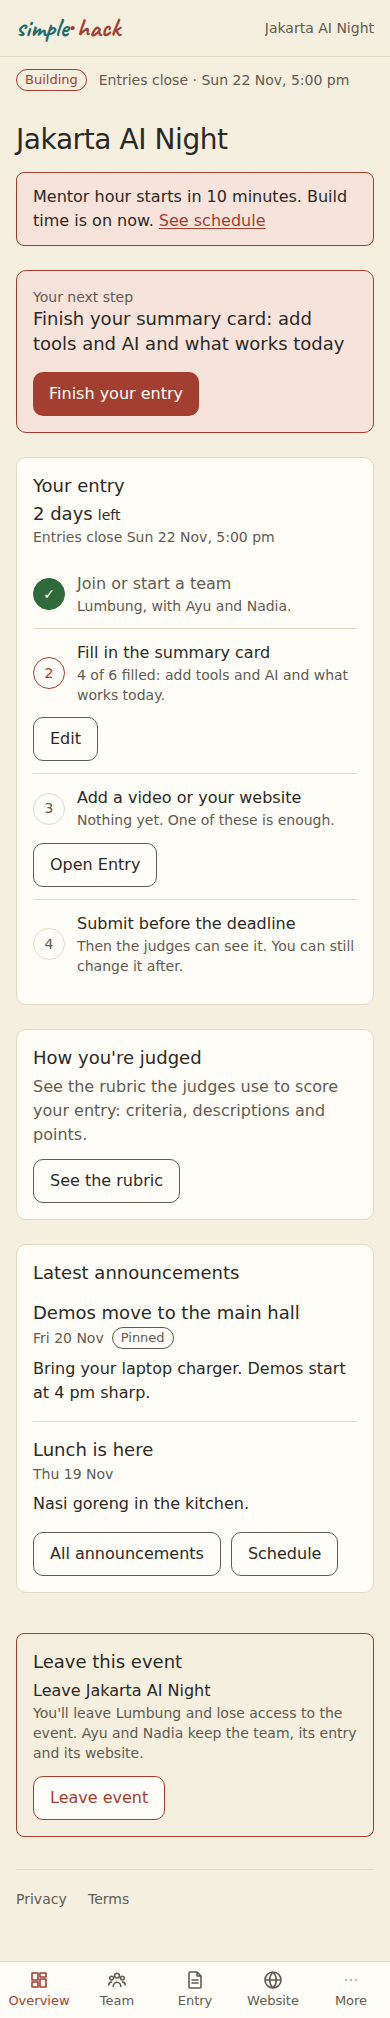 simple·hack
Jakarta AI Night
Building
Entries close · Sun 22 Nov, 5:00 pm
Jakarta AI Night
Mentor hour starts in 10 minutes. Build
time is on now. See schedule
Your next step
Finish your summary card: add
tools and AI and what works today
Finish your entry
Your entry
2 days left
Entries close Sun 22 Nov, 5:00 pm
✓
Join or start a team
Lumbung, with Ayu and Nadia.
2
Fill in the summary card
4 of 6 filled: add tools and AI and what
works today.
Edit
3
Add a video or your website
Nothing yet. One of these is enough.
Open Entry
4
Submit before the deadline
Then the judges can see it. You can still
change it after.
How you're judged
See the rubric the judges use to score
your entry: criteria, descriptions and
points.
See the rubric
Latest announcements
Demos move to the main hall
Fri 20 Nov Pinned
Bring your laptop charger. Demos start
at 4 pm sharp.
Lunch is here
Thu 19 Nov
Nasi goreng in the kitchen.
All announcements Schedule
Leave this event
Leave Jakarta AI Night
You'll leave Lumbung and lose access to the
event. Ayu and Nadia keep the team, its entry
and its website.
Leave event
Privacy Terms
Overview Team Entry Website More